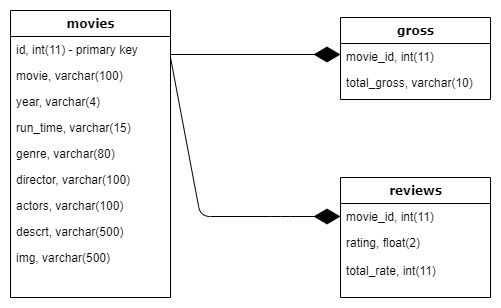 movies
id, int(11) - primary key
movie, varchar(100)
year, varchar(4)
run_time, varchar(15)
genre, varchar(80)
director, varchar(100)
actors, varchar(100)
descrt, varchar(500)
img, varchar(500)
gross
movie_id, int(11)
total_gross, varchar(10)
reviews
movie_id, int(11)
rating, float(2)
total_rate, int(11)